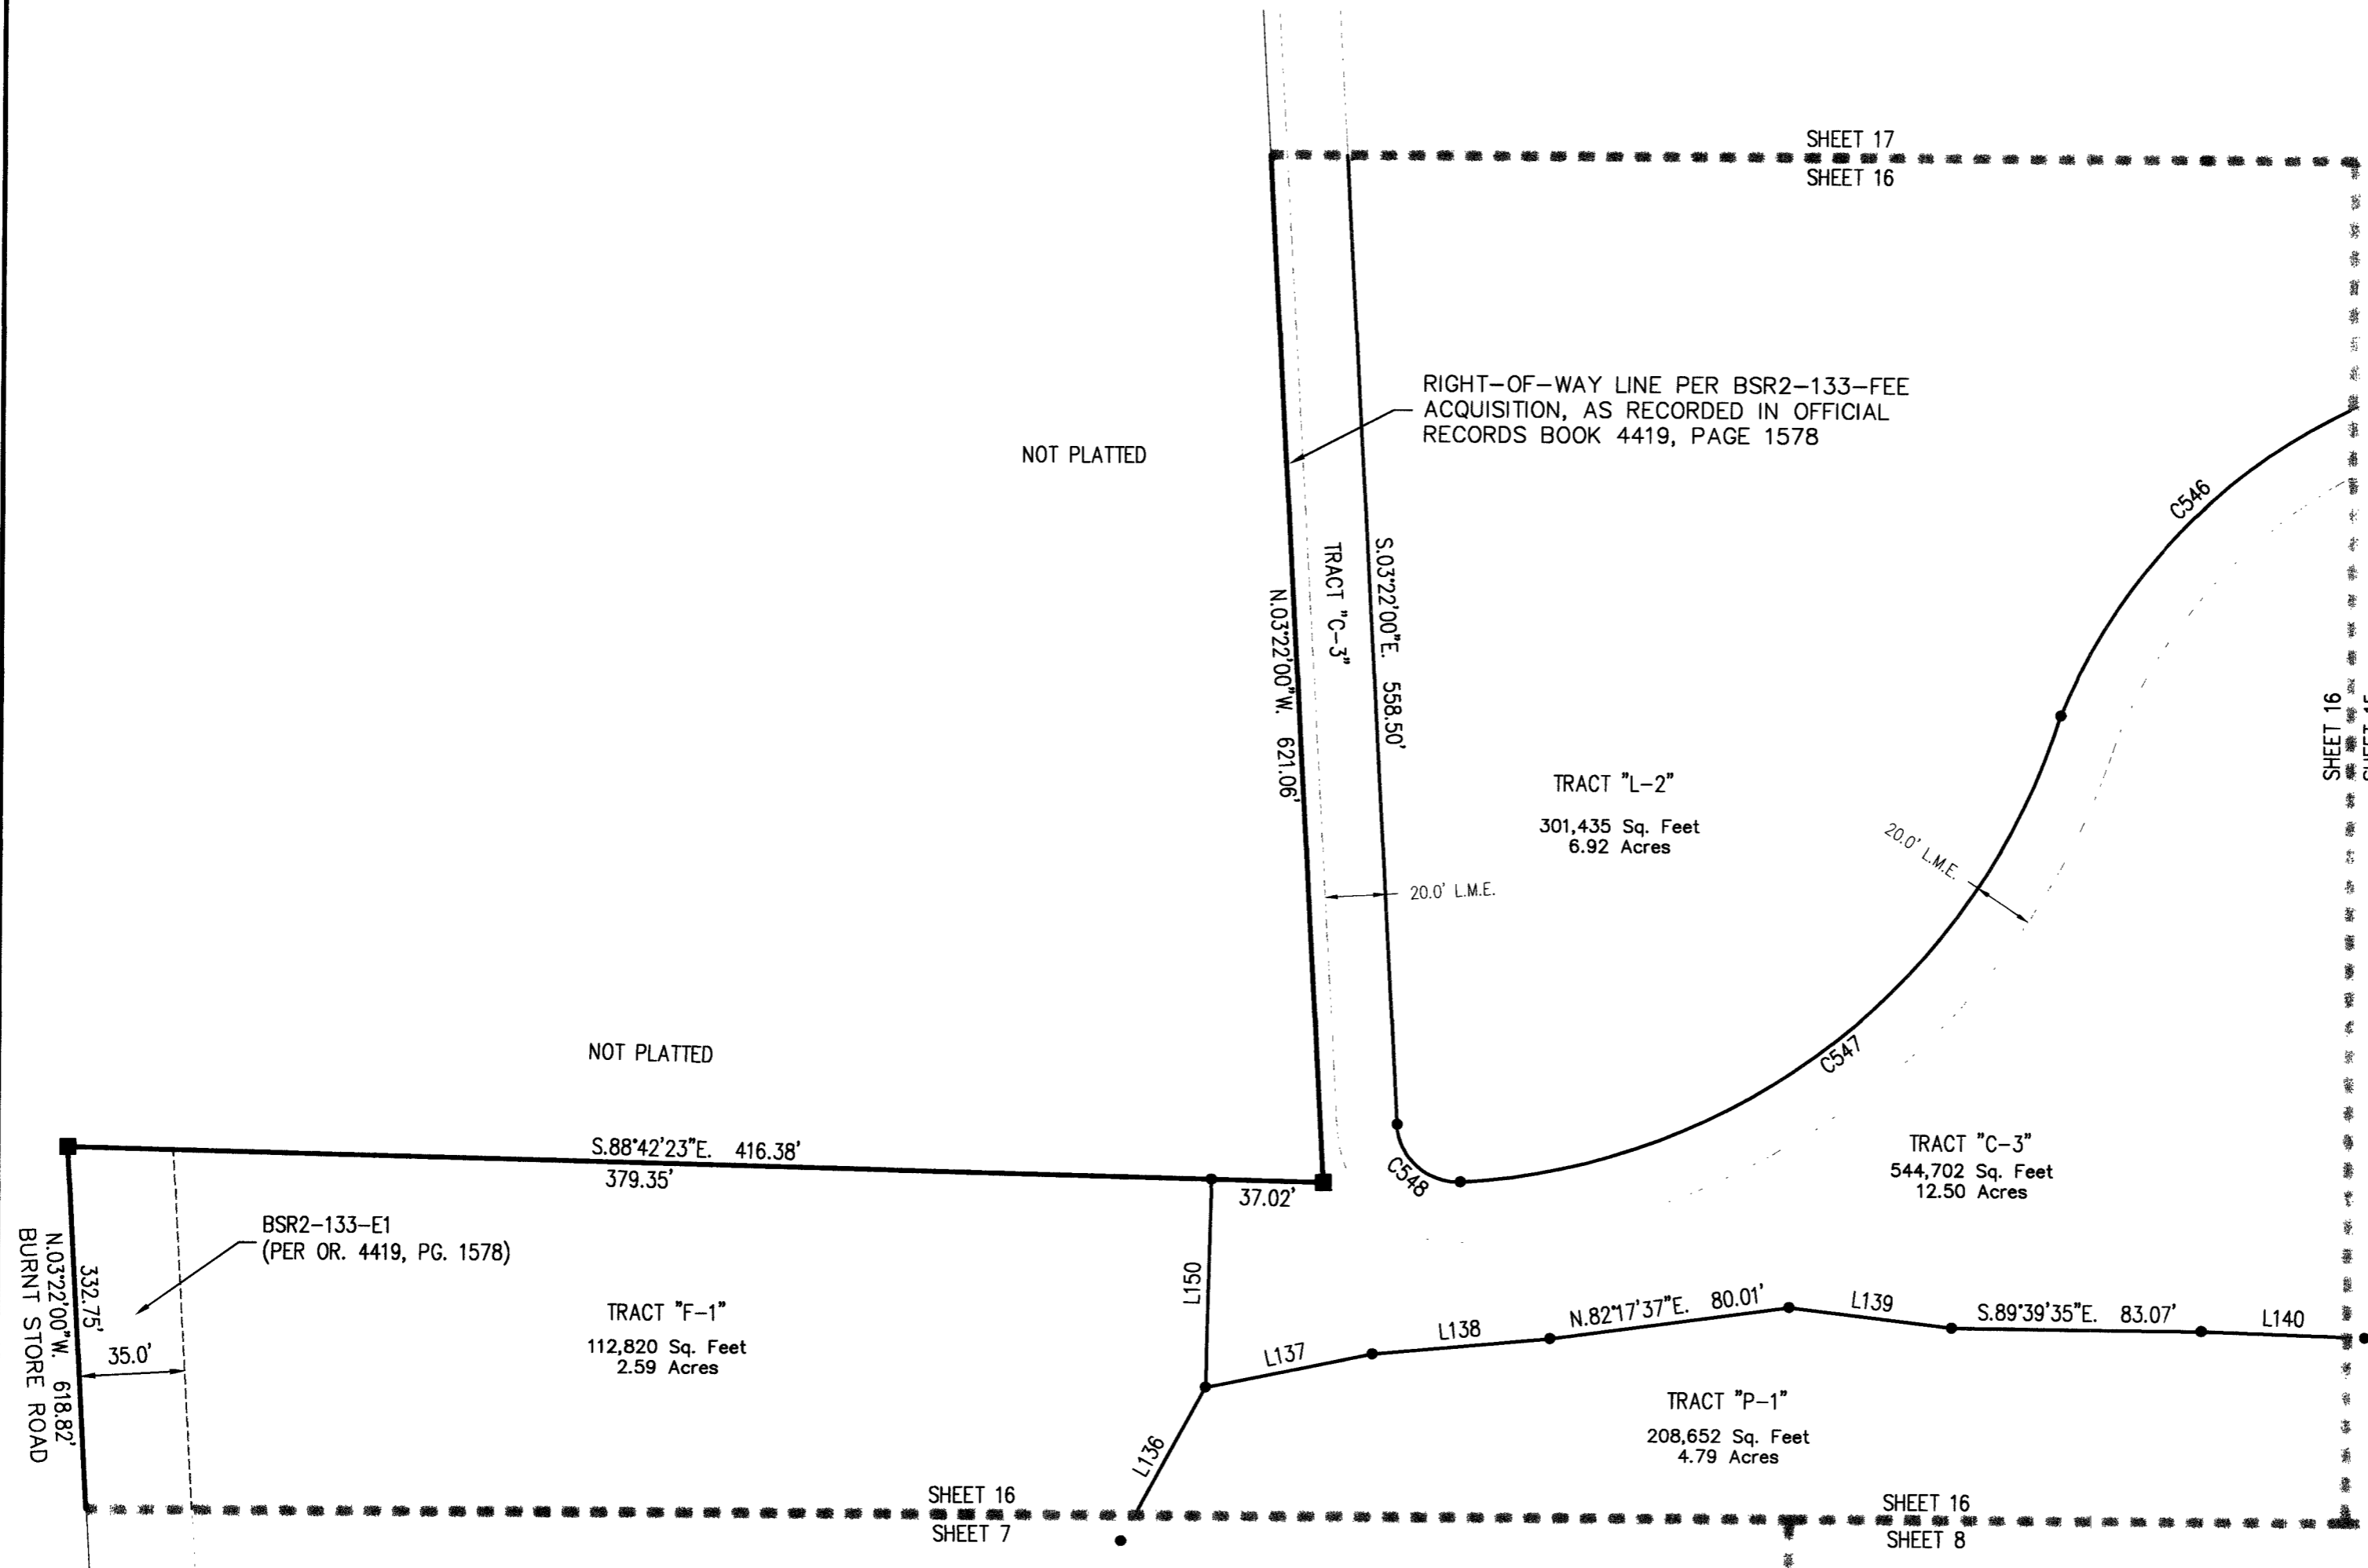 SHEET 17
SHEET 16
RIGHT-OF-WAY LINE PER BSR2-133-FEE
ACQUISITION, AS RECORDED IN OFFICIAL
RECORDS BOOK 4419, PAGE 1578
NOT PLATTED
C546
TRACT "C-3"
S.03°22'00"E. 558.50'
N.03°22'00"W. 621.06'
SHEET 16
TRACT "L-2"
301,435 Sq. Feet
6.92 Acres
20.0' L.M.E.
20.0' L.M.E.
C547
NOT PLATTED
S.88°42'23"E. 416.38'
379.35'
37.02'
C548
TRACT "C-3"
544,702 Sq. Feet
12.50 Acres
BSR2-133-E1
(PER OR. 4419, PG. 1578)
332.75'
N.03°22'00"W. 618.82'
BURNT STORE ROAD
35.0'
TRACT "F-1"
112,820 Sq. Feet
2.59 Acres
L150
L137
L138
N.82°17'37"E. 80.01'
L139
S.89°39'35"E. 83.07'
L140
L136
TRACT "P-1"
208,652 Sq. Feet
4.79 Acres
SHEET 16
SHEET 7
SHEET 16
SHEET 8